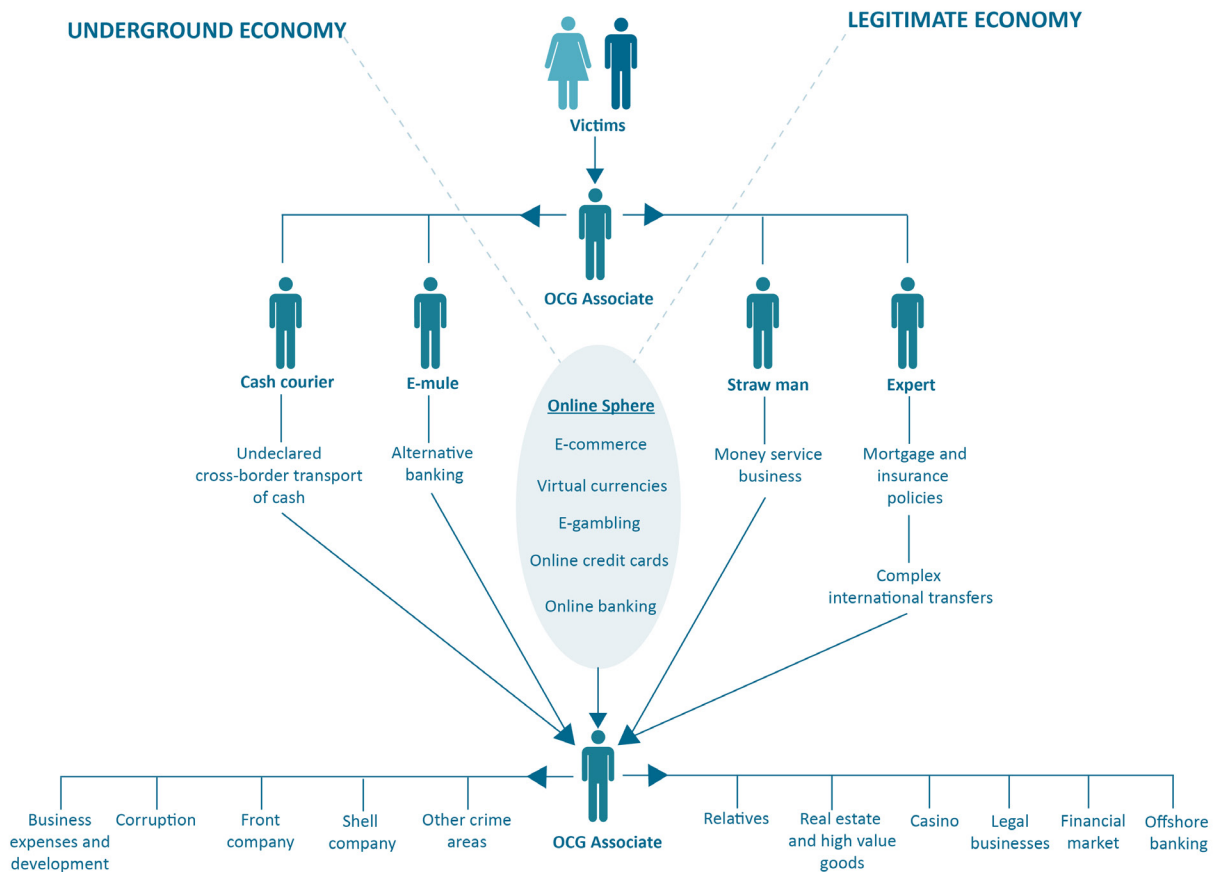 UNDERGROUND ECONOMY
LEGITIMATE ECONOMY
Victims
OCG Associate
Cash courier
E-mule
Straw man
Expert
Undeclared
cross-border transport
of cash
Alternative
banking
Online Sphere
E-commerce
Virtual currencies
E-gambling
Online credit cards
Online banking
Money service
business
Mortgage and
insurance
policies
Complex
international transfers
OCG Associate
Business
expenses and
development
Corruption
Front
company
Shell
company
Other crime
areas
Relatives
Real estate
and high value
goods
Casino
Legal
businesses
Financial
market
Offshore
banking